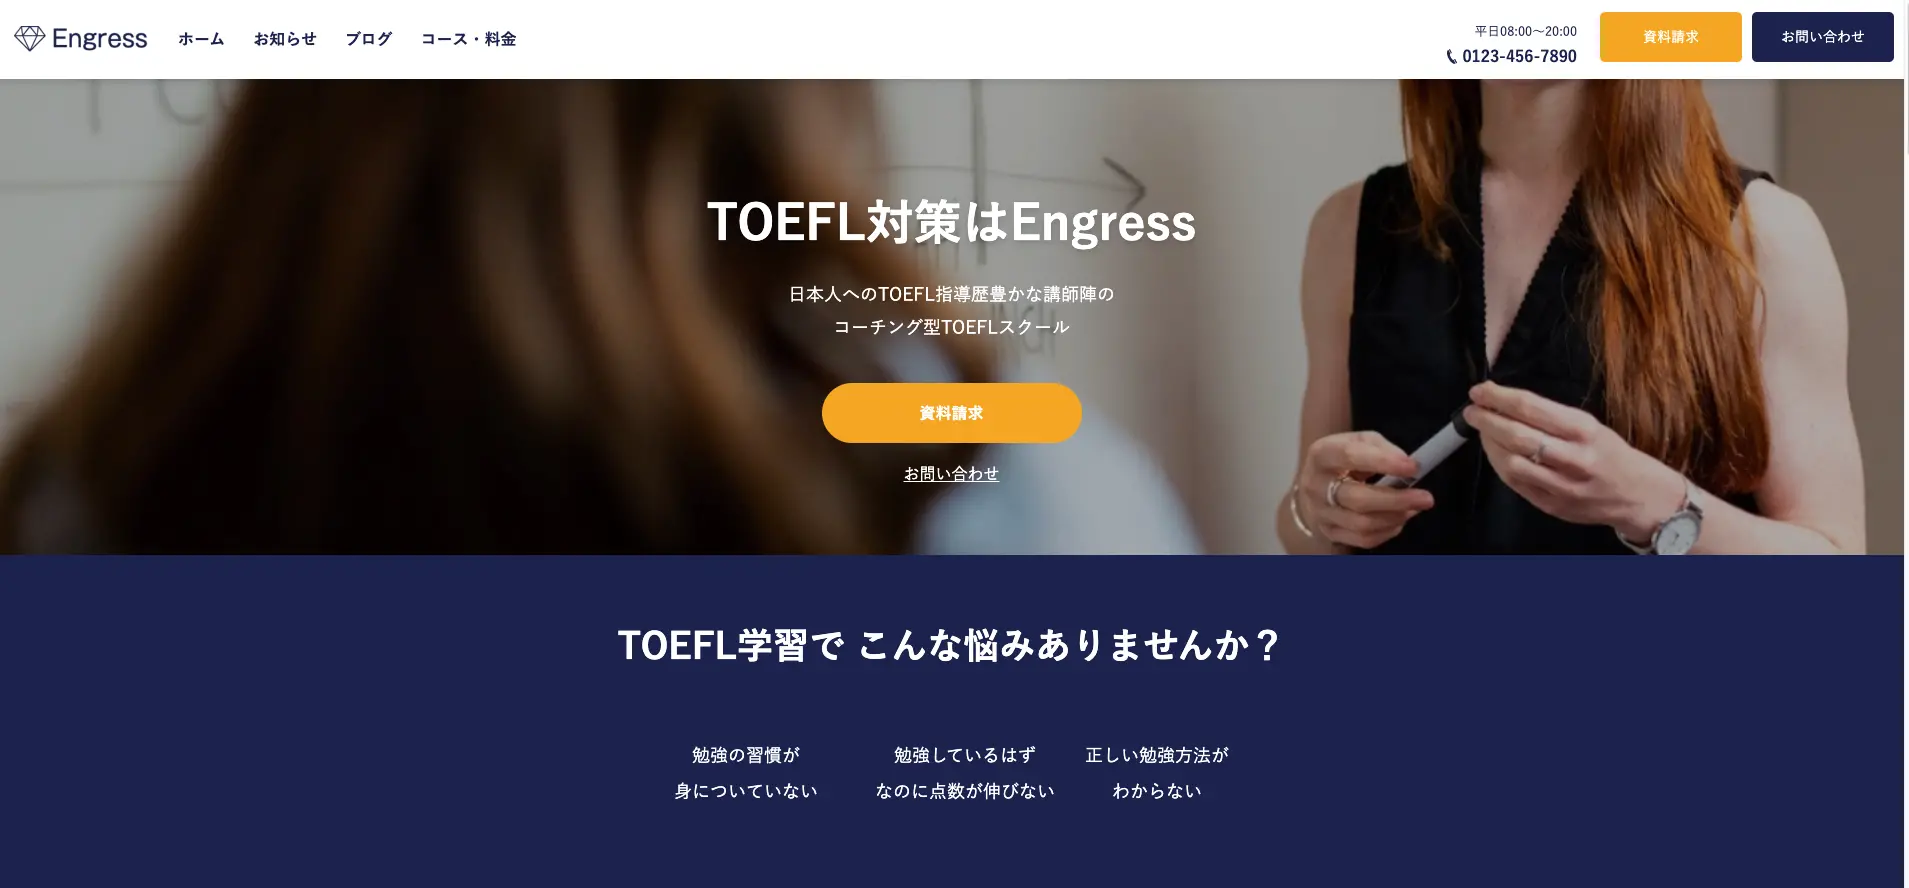 Engress
ホーム
お知らせ
ブログ
コース・料金
平日08:00〜20:00
0123-456-7890
資料請求
お問い合わせ
TOEFL対策はEngress
日本人へのTOEFL指導歴豊かな講師陣の
コーチング型TOEFLスクール
資料請求
お問い合わせ
TOEFL学習で こんな悩みありませんか？
勉強の習慣が
身についていない
勉強しているはず
なのに点数が伸びない
正しい勉強方法が
わからない